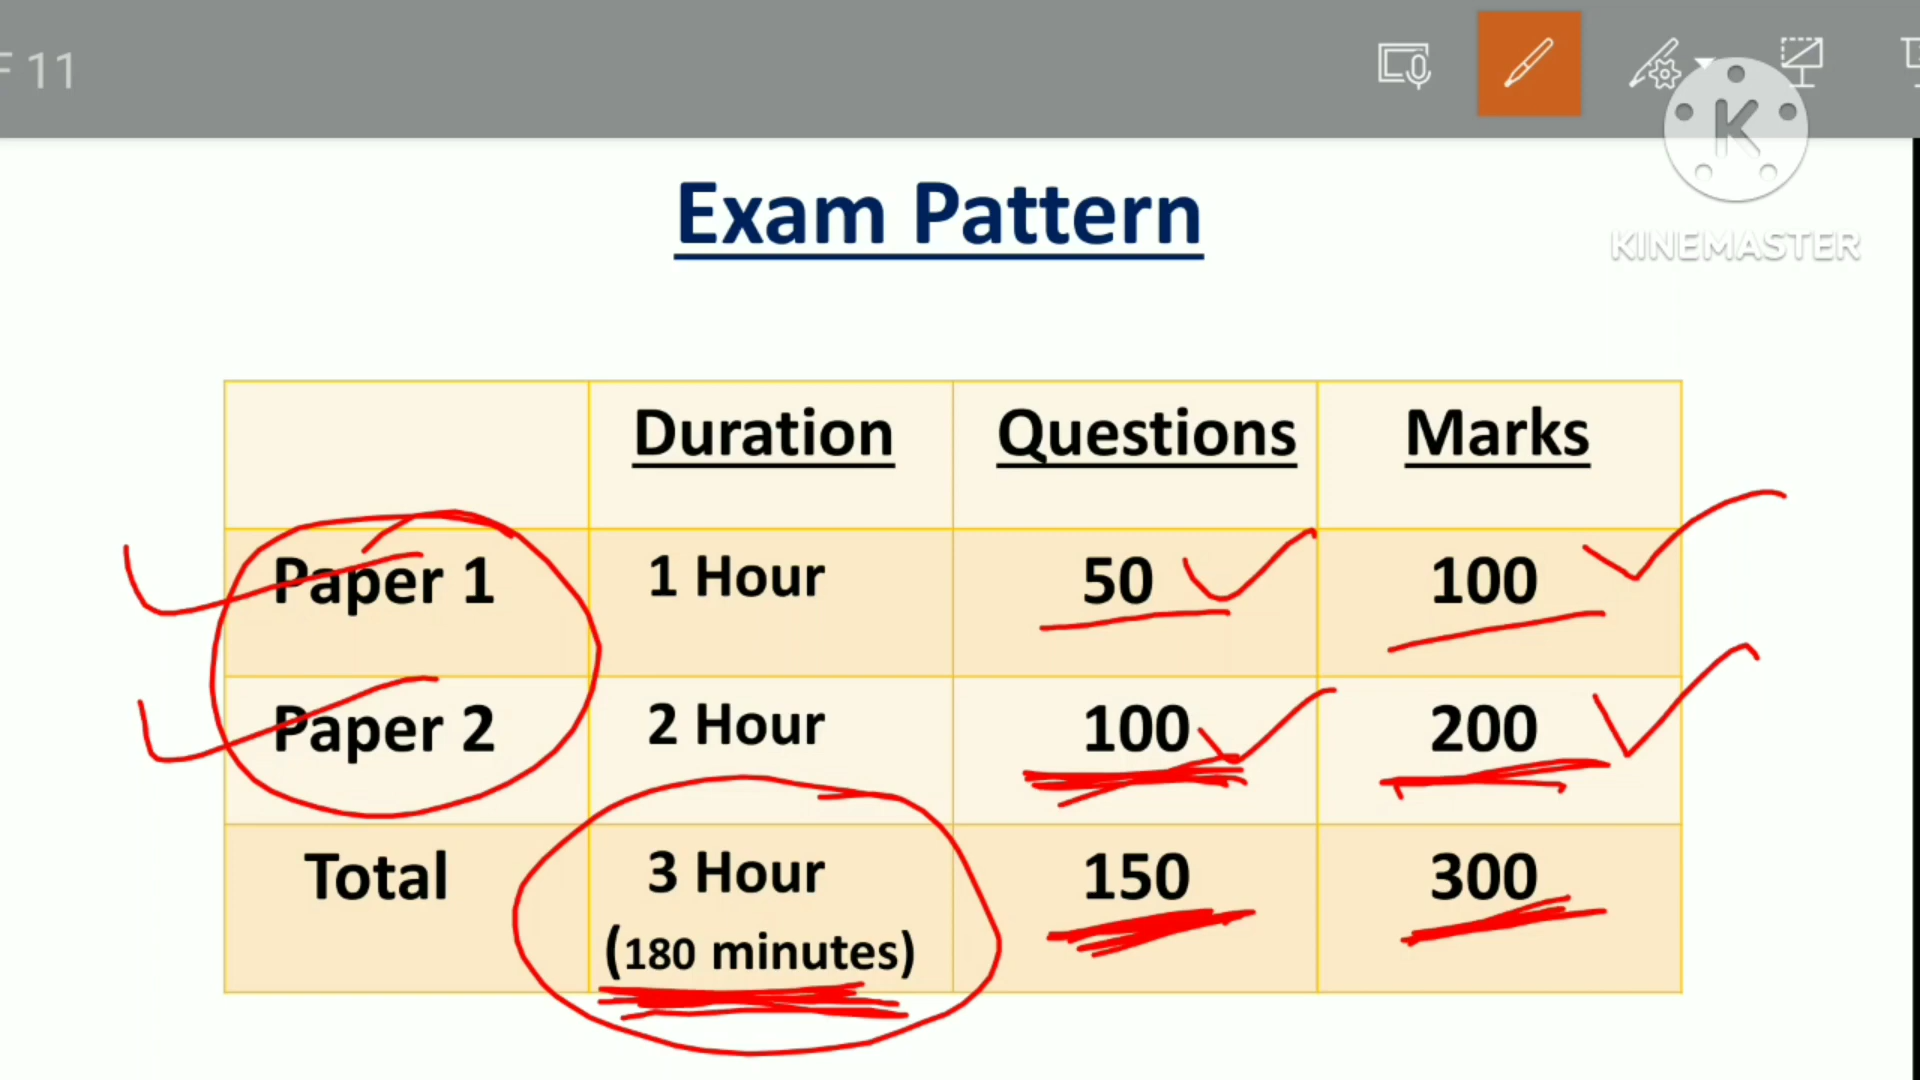 F 11
K
KINEMASTER
Exam Pattern
Duration Questions Marks
Paper 1 1 Hour 50 100
Paper 2 2 Hour 100 200
Total 3 Hour (180 minutes) 150 300